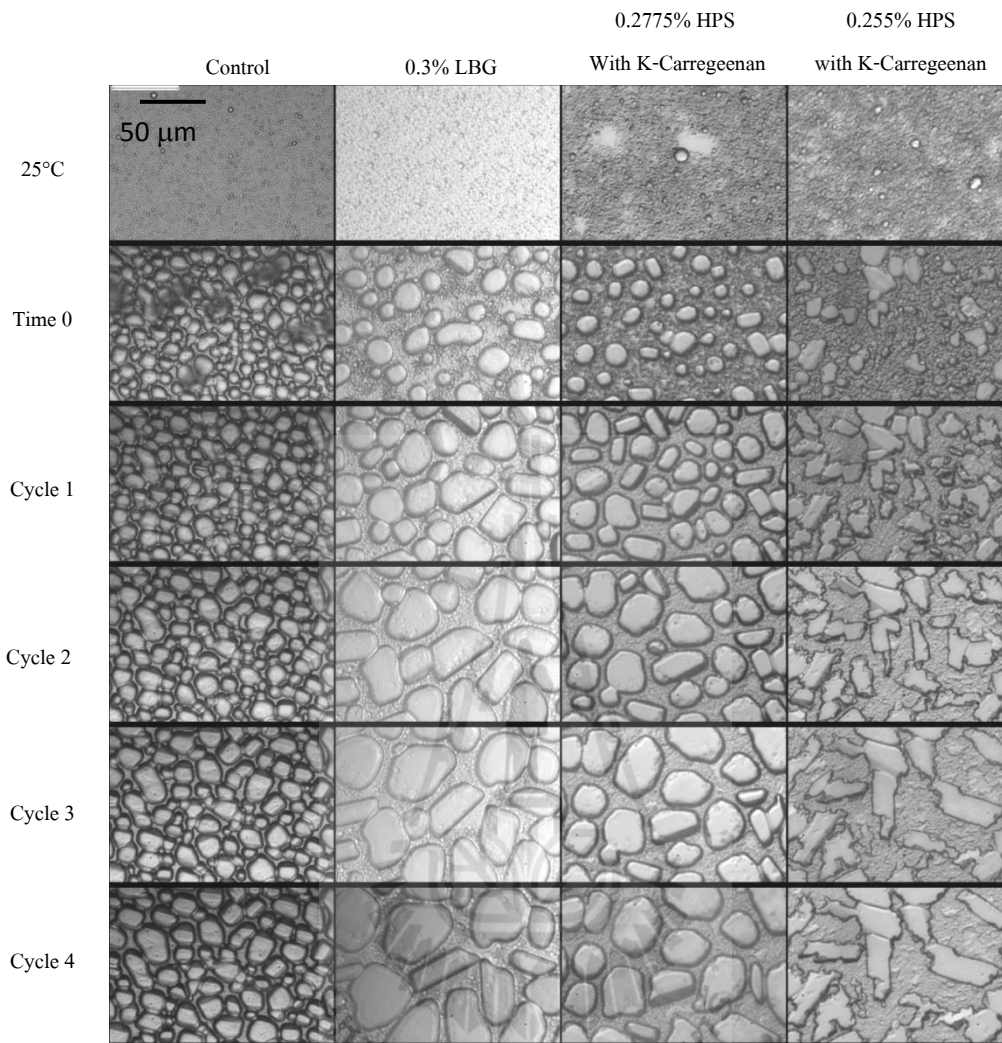 0.2775% HPS 0.255% HPS
Control 0.3% LBG With K-Carregeenan with K-Carregeenan
50 μm
25°C
Time 0
Cycle 1
Cycle 2
Cycle 3
Cycle 4